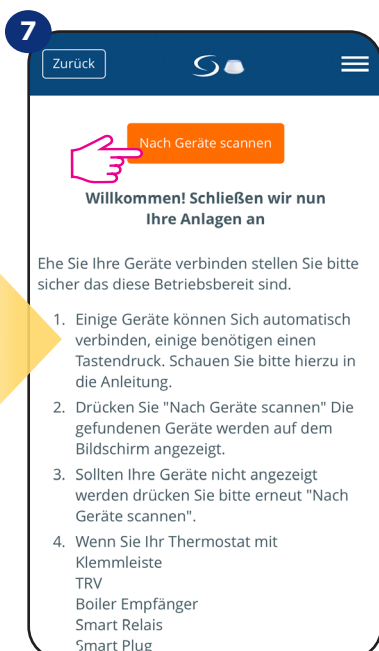 7
Zurück
Nach Geräte scannen
Willkommen! Schließen wir nun
Ihre Anlagen an
Ehe Sie Ihre Geräte verbinden stellen Sie bitte
sicher das diese Betriebsbereit sind.
1. Einige Geräte können Sich automatisch
verbinden, einige benötigen einen
Tastendruck. Schauen Sie bitte hierzu in
die Anleitung.
2. Drücken Sie "Nach Geräte scannen" Die
gefundenen Geräte werden auf dem
Bildschirm angezeigt.
3. Sollten Ihre Geräte nicht angezeigt
werden drücken Sie bitte erneut "Nach
Geräte scannen".
4. Wenn Sie Ihr Thermostat mit
Klemmleiste
TRV
Boiler Empfänger
Smart Relais
Smart Plug